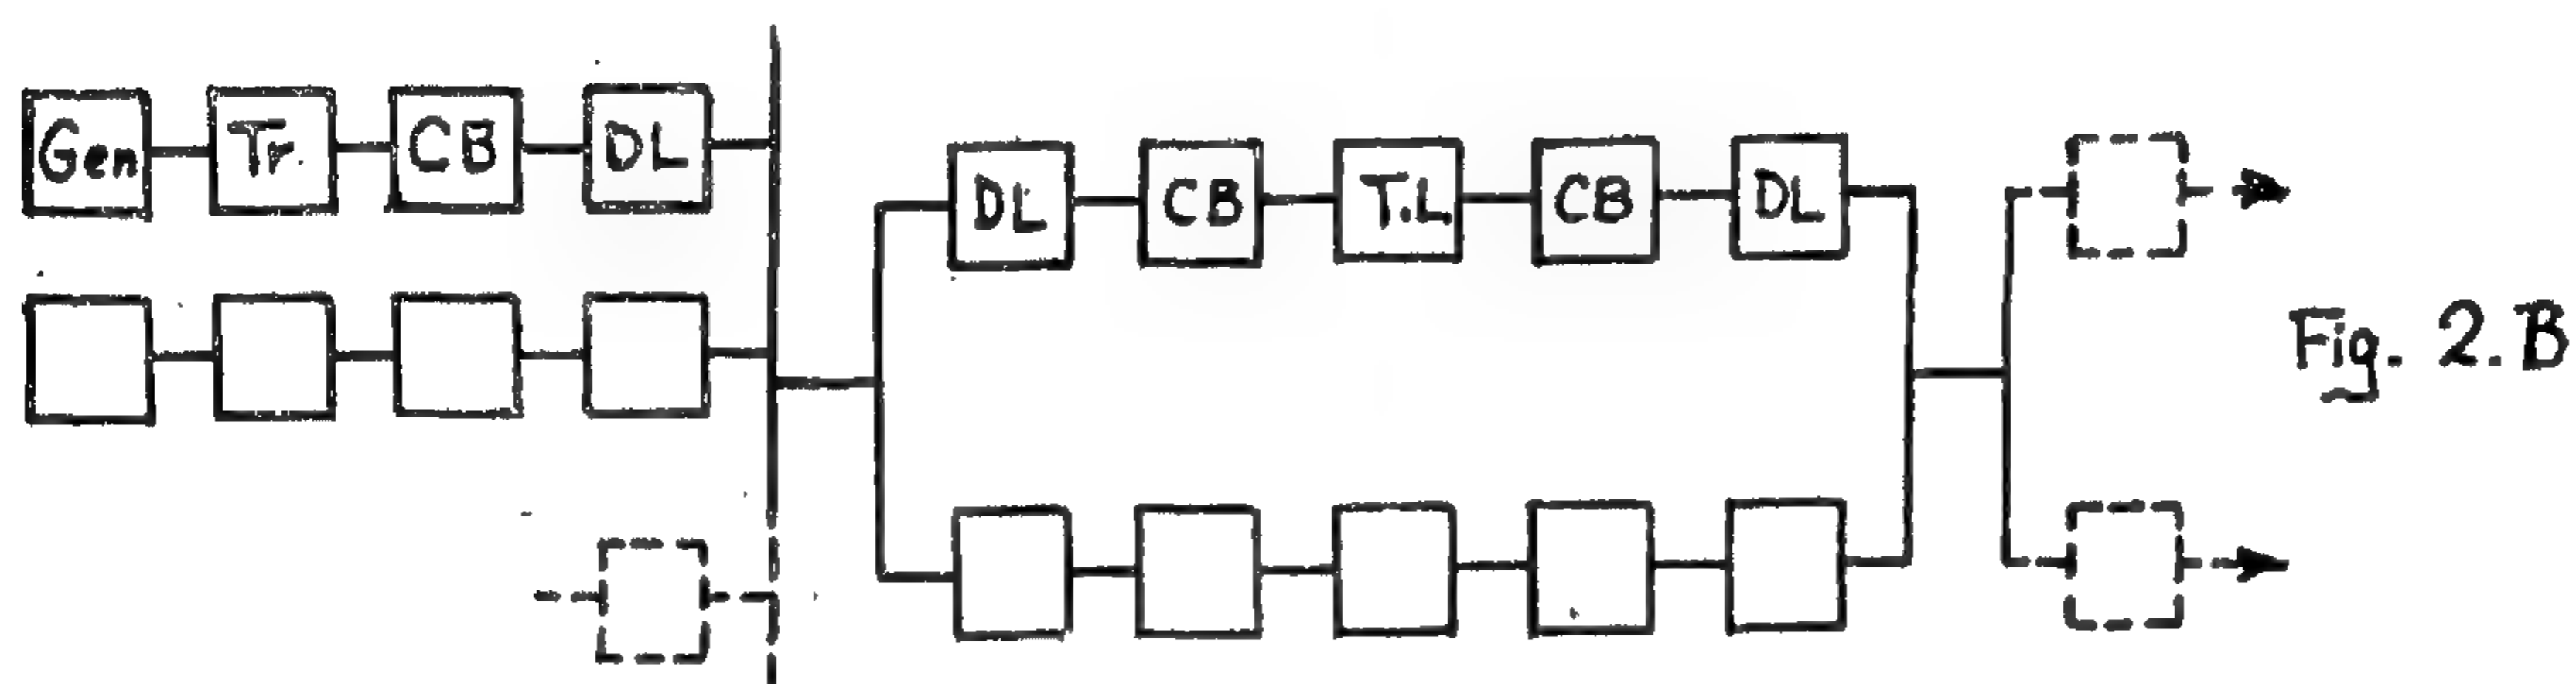 Gen Tr. CB DL
DL CB T.L. CB DL
Fig. 2.B